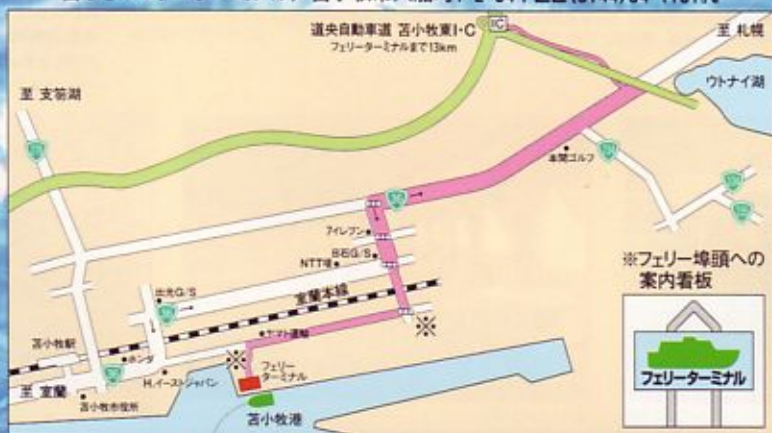 道央自動車道 苫小牧東I・C
フェリーターミナルまで13km
IC
至 札幌
至 支笏湖
ウトナイ湖
本間ゴルフ
36
アイレブン
日石G/S
NTT様
※フェリー埠頭への
案内看板
出光G/S
室蘭本線
苫小牧駅
ホンダ
ヤマト運輸
※
※
至 室蘭
H.イーストジャパン
フェリー
ターミナル
フェリーターミナル
苫小牧市役所
苫小牧港